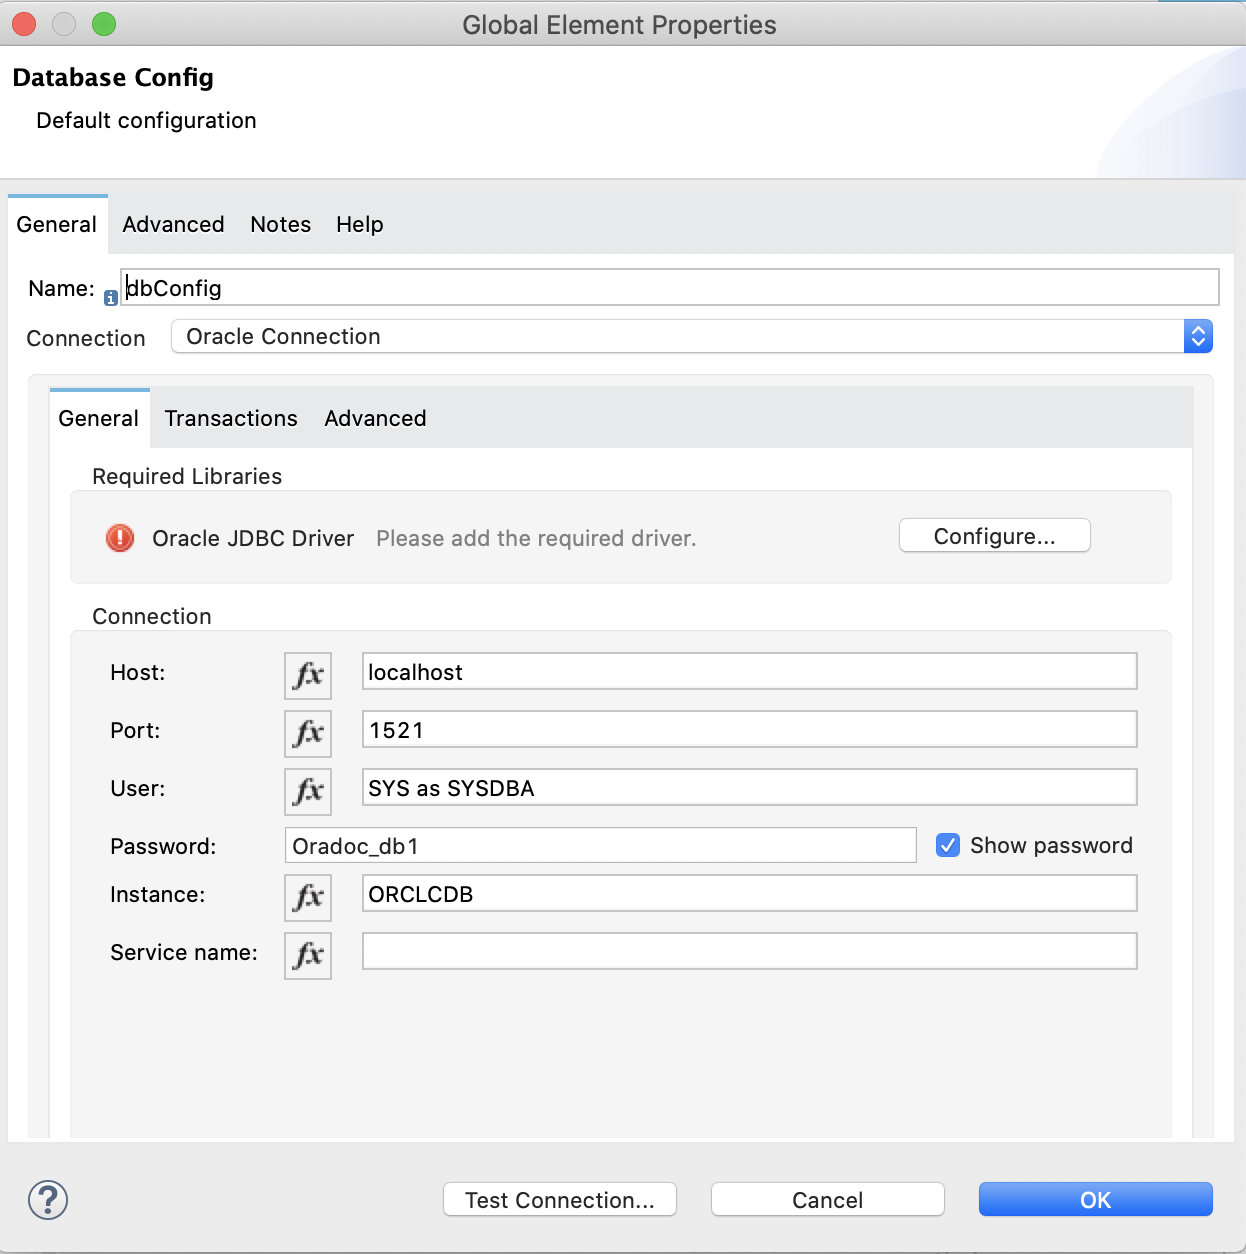 Global Element Properties
Database Config
Default configuration
General Advanced Notes Help
Name: dbConfig
Connection Oracle Connection
General Transactions Advanced
Required Libraries
Oracle JDBC Driver Please add the required driver. Configure...
Connection
Host: fx localhost
Port: fx 1521
User: fx SYS as SYSDBA
Password: Oradoc_db1 Show password
Instance: fx ORCLCDB
Service name: fx
? Test Connection... Cancel OK